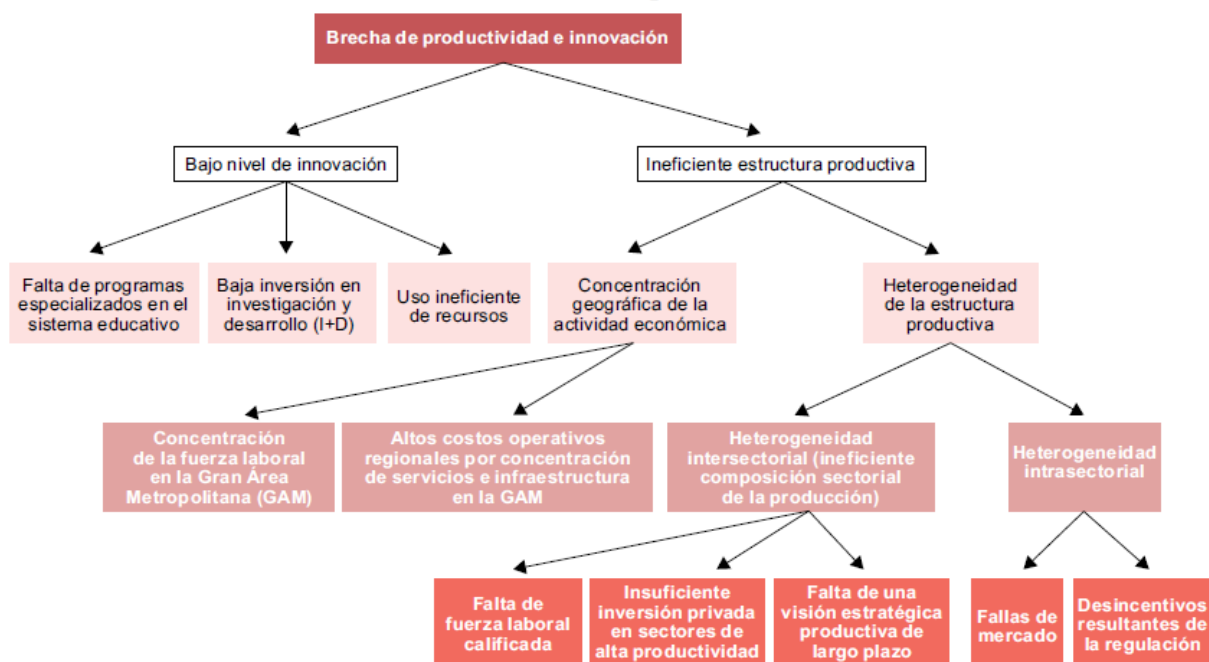 Brecha de productividad e innovación
Bajo nivel de innovación
Ineficiente estructura productiva
Falta de programas
especializados en el
sistema educativo
Baja inversión en
investigación y
desarrollo (I+D)
Uso ineficiente
de recursos
Concentración
geográfica de la
actividad económica
Heterogeneidad
de la estructura
productiva
Concentración
de la fuerza laboral
en la Gran Área
Metropolitana (GAM)
Altos costos operativos
regionales por concentración
de servicios e infraestructura
en la GAM
Heterogeneidad
intersectorial (ineficiente
composición sectorial
de la producción)
Heterogeneidad
intrasectorial
Falta de
fuerza laboral
calificada
Insuficiente
inversión privada
en sectores de
alta productividad
Falta de una
visión estratégica
productiva de
largo plazo
Fallas de
mercado
Desincentivos
resultantes de
la regulación